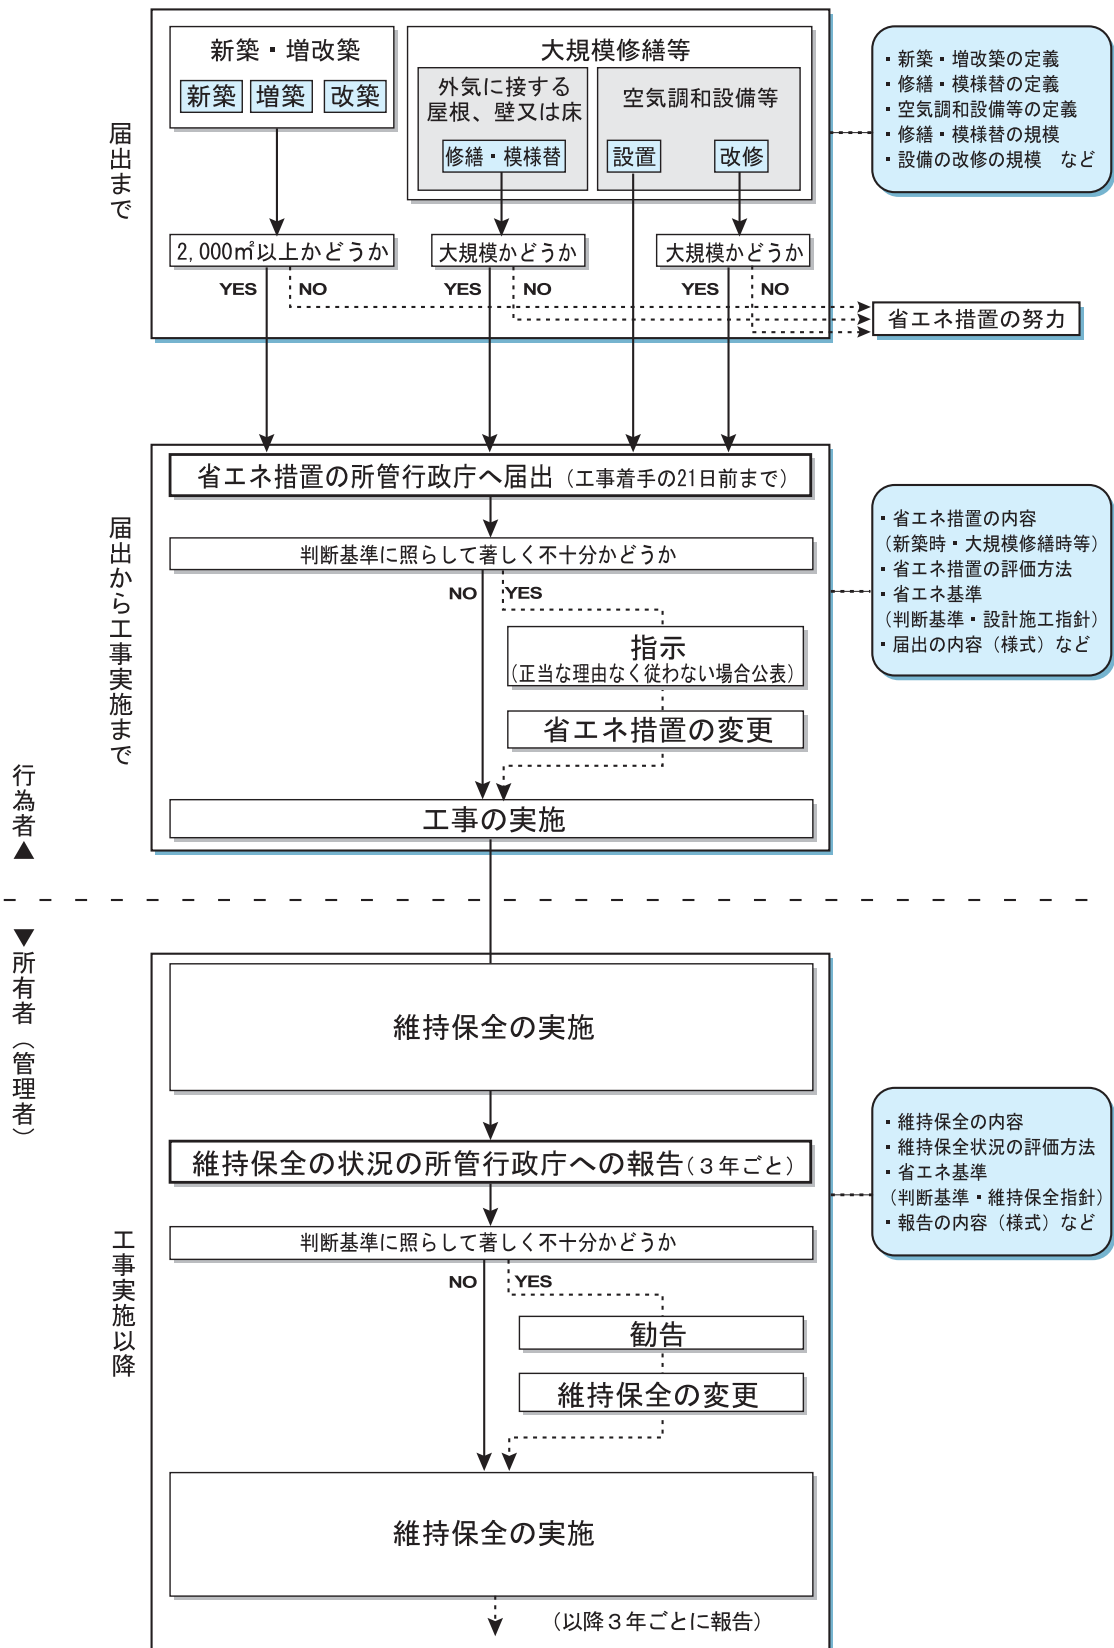 届出まで
新築・増改築
新築 増築 改築
大規模修繕等
外気に接する
屋根、壁又は床
修繕・模様替
空気調和設備等
設置 改修
・新築・増改築の定義
・修繕・模様替の定義
・空気調和設備等の定義
・修繕・模様替の規模
・設備の改修の規模　など
2,000㎡以上かどうか
大規模かどうか
大規模かどうか
YES NO
YES NO
YES NO
省エネ措置の努力
届出から工事実施まで
省エネ措置の所管行政庁へ届出（工事着手の21日前まで）
判断基準に照らして著しく不十分かどうか
NO YES
指示
（正当な理由なく従わない場合公表）
省エネ措置の変更
工事の実施
・省エネ措置の内容
（新築時・大規模修繕時等）
・省エネ措置の評価方法
・省エネ基準
（判断基準・設計施工指針）
・届出の内容（様式）など
行為者▲
▼所有者（管理者）
工事実施以降
維持保全の実施
維持保全の状況の所管行政庁への報告（３年ごと）
判断基準に照らして著しく不十分かどうか
NO YES
勧告
維持保全の変更
維持保全の実施
（以降３年ごとに報告）
・維持保全の内容
・維持保全状況の評価方法
・省エネ基準
（判断基準・維持保全指針）
・報告の内容（様式）など